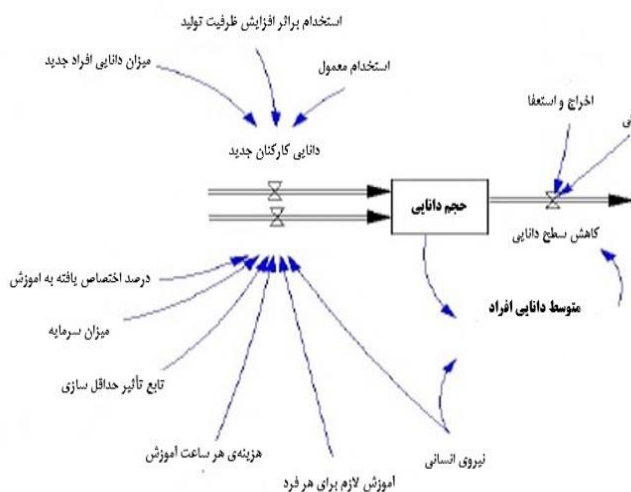 استخدام براثر افزایش ظرفیت تولید
میزان دانایی افراد جدید
استخدام معمول
اخراج و استعفا
دانایی کارکنان جدید
حجم دانایی
کاهش سطح دانایی
درصد اختصاص یافته به اموزش
متوسط دانایی افراد
میزان سرمایه
تابع تأثیر حداقل سازی
هزینه‌ی هر ساعت آموزش
نیروی انسانی
آموزش لازم برای هر فرد